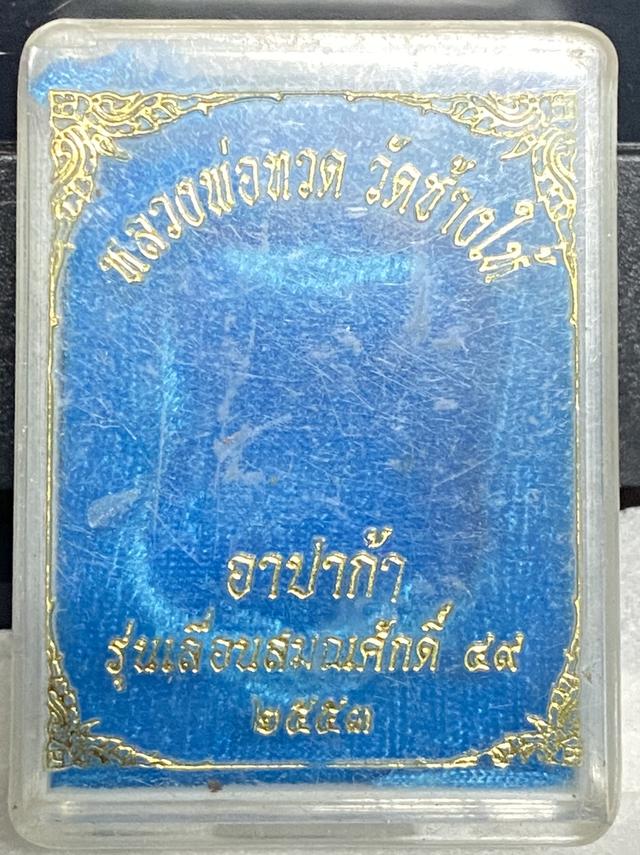 หลวงพ่อทวด วัดช้างให้
อาปาก้า
รุ่นเลื่อนสมณศักดิ์ ๔๙
๒๕๕๓